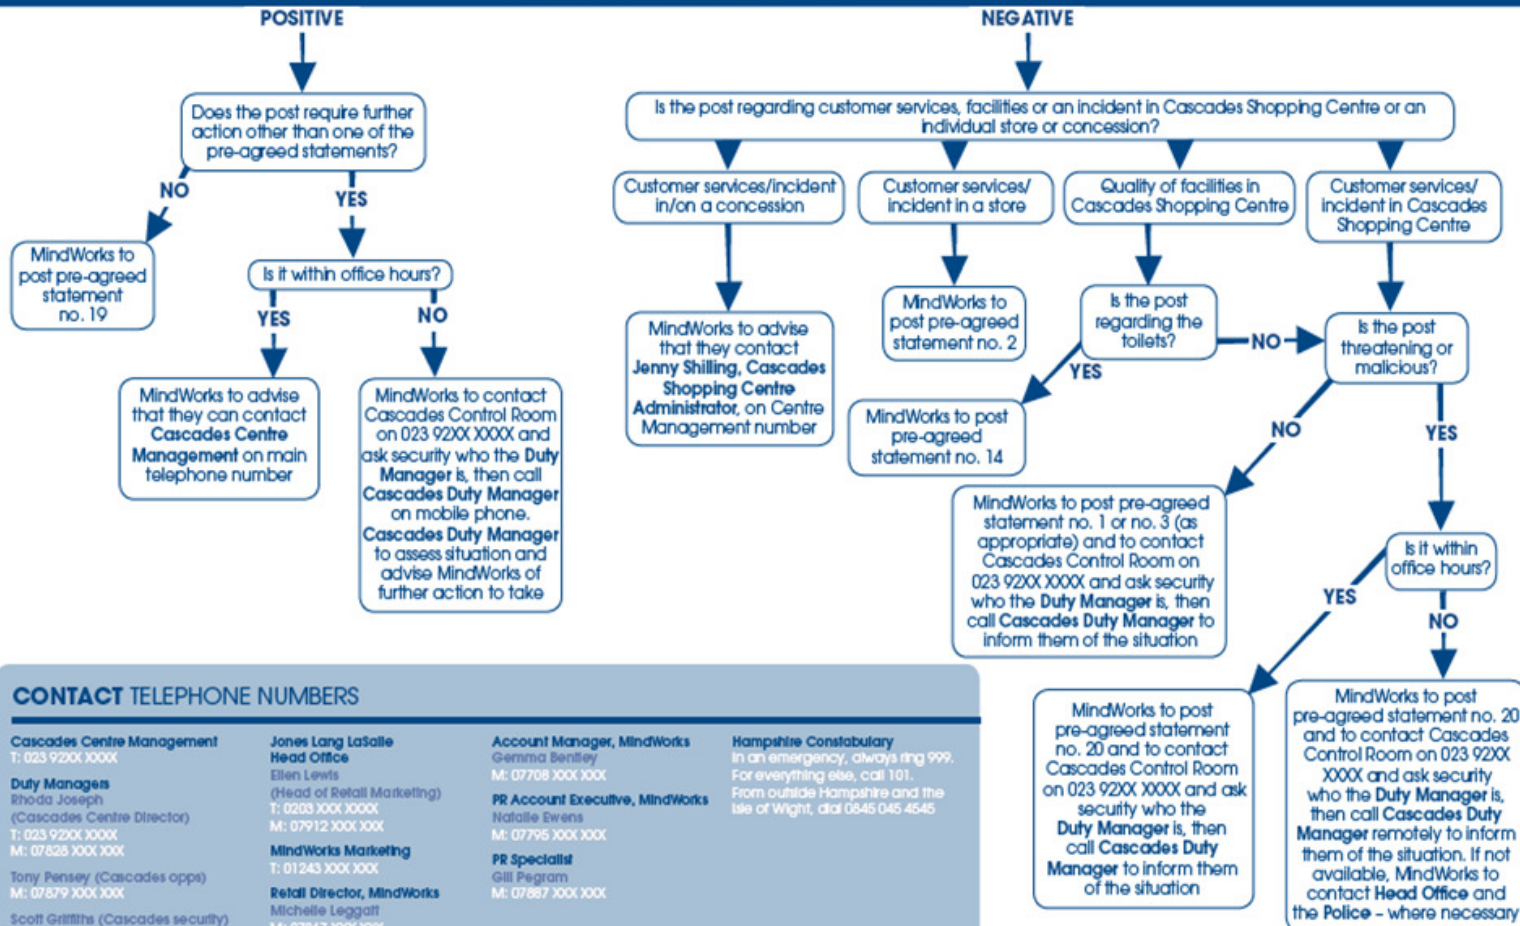 POSITIVE
Does the post require further
action other than one of the
pre-agreed statements?
NO
YES
MindWorks to
post pre-agreed
statement
no. 19
Is it within office hours?
YES
NO
MindWorks to advise
that they can contact
Cascades Centre
Management on main
telephone number
MindWorks to contact
Cascades Control Room
on 023 92XX XXXX and
ask security who the Duty
Manager is, then call
Cascades Duty Manager
on mobile phone.
Cascades Duty Manager
to assess situation and
advise MindWorks of
further action to take
NEGATIVE
Is the post regarding customer services, facilities or an incident in Cascades Shopping Centre or an
individual store or concession?
Customer services/incident
in/on a concession
Customer services/
incident in a store
Quality of facilities in
Cascades Shopping Centre
Customer services/
incident in Cascades
Shopping Centre
MindWorks to advise
that they contact
Jenny Shilling, Cascades
Shopping Centre
Administrator, on Centre
Management number
MindWorks to
post pre-agreed
statement no. 2
Is the post
regarding the
toilets?
NO
YES
MindWorks to post
pre-agreed
statement no. 14
Is the post
threatening or
malicious?
NO
YES
MindWorks to post pre-agreed
statement no. 1 or no. 3 (as
appropriate) and to contact
Cascades Control Room on
023 92XX XXXX and ask security
who the Duty Manager is, then
call Cascades Duty Manager to
inform them of the situation
Is it within
office hours?
YES
NO
MindWorks to post
pre-agreed statement
no. 20 and to contact
Cascades Control Room
on 023 92XX XXXX and ask
security who the
Duty Manager is, then
call Cascades Duty
Manager to inform them
of the situation
MindWorks to post
pre-agreed statement no. 20
and to contact Cascades
Control Room on 023 92XX
XXXX and ask security
who the Duty Manager is,
then call Cascades Duty
Manager remotely to inform
them of the situation. If not
available, MindWorks to
contact Head Office and
the Police – where necessary
CONTACT TELEPHONE NUMBERS
Cascades Centre Management
T: 023 92XX XXXX
Duty Managers
Rhoda Joseph
(Cascades Centre Director)
T: 023 92XX XXXX
M: 07828 XXX XXX
Tony Pensey (Cascades opps)
M: 07879 XXX XXX
Scott Griffiths (Cascades security)
Jones Lang LaSalle
Head Office
Ellen Lewis
(Head of Retail Marketing)
T: 0203 XXX XXXX
M: 07912 XXX XXX
MindWorks Marketing
T: 01243 XXX XXX
Retail Director, MindWorks
Michelle Leggatt
Account Manager, MindWorks
Gemma Bentley
M: 07708 XXX XXX
PR Account Executive, MindWorks
Natalie Ewens
M: 07795 XXX XXX
PR Specialist
Gill Pegram
M: 07887 XXX XXX
Hampshire Constabulary
In an emergency, always ring 999.
For everything else, call 101.
From outside Hampshire and the
Isle of Wight, dial 0845 045 4545